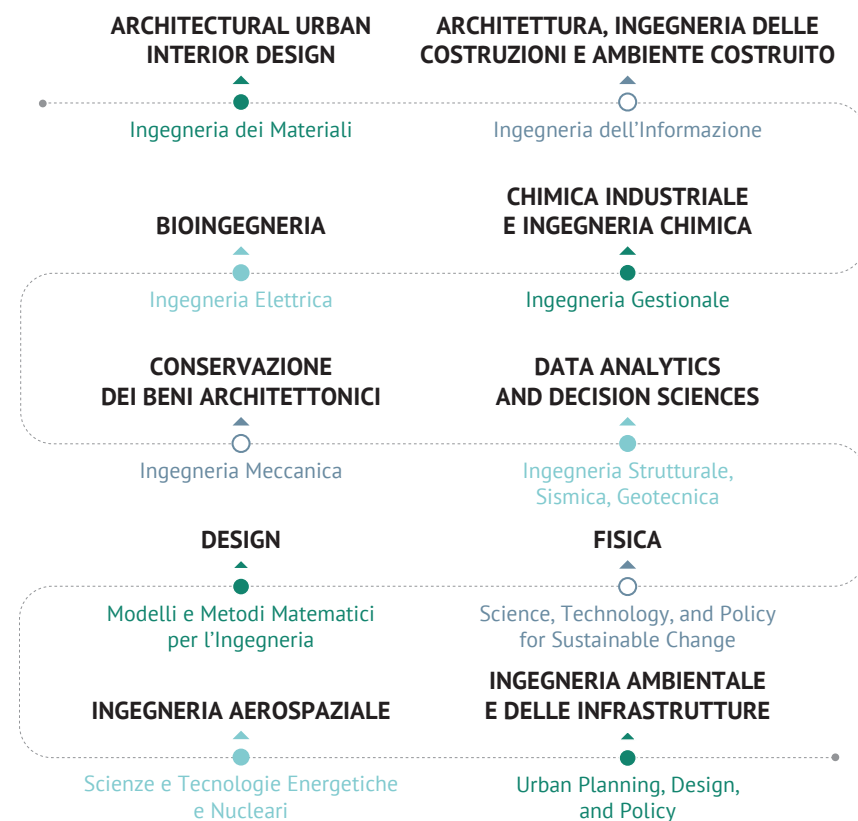 ARCHITECTURAL URBAN
INTERIOR DESIGN
Ingegneria dei Materiali
ARCHITETTURA, INGEGNERIA DELLE
COSTRUZIONI E AMBIENTE COSTRUITO
Ingegneria dell’Informazione
BIOINGEGNERIA
Ingegneria Elettrica
CHIMICA INDUSTRIALE
E INGEGNERIA CHIMICA
Ingegneria Gestionale
CONSERVAZIONE
DEI BENI ARCHITETTONICI
Ingegneria Meccanica
DATA ANALYTICS
AND DECISION SCIENCES
Ingegneria Strutturale,
Sismica, Geotecnica
DESIGN
Modelli e Metodi Matematici
per l’Ingegneria
FISICA
Science, Technology, and Policy
for Sustainable Change
INGEGNERIA AEROSPAZIALE
Scienze e Tecnologie Energetiche
e Nucleari
INGEGNERIA AMBIENTALE
E DELLE INFRASTRUTTURE
Urban Planning, Design,
and Policy